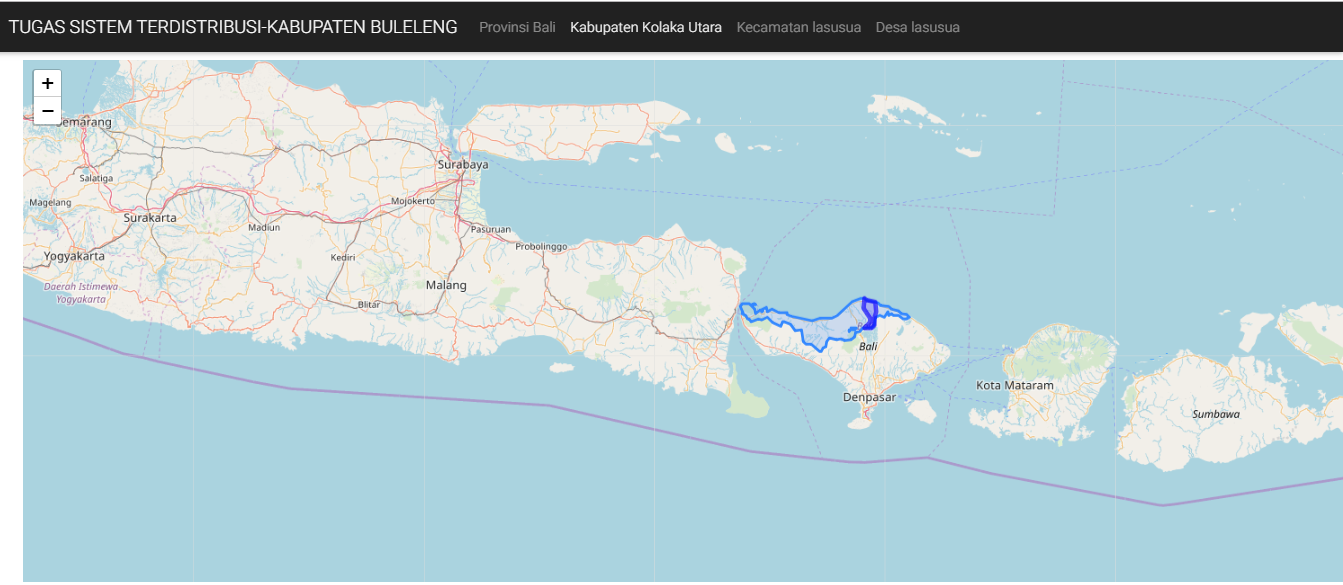 TUGAS SISTEM TERDISTRIBUSI-KABUPATEN BULELENG Provinsi Bali Kabupaten Kolaka Utara Kecamatan lasusua Desa lasusua
+
−
emarang
Surabaya
Salatiga
Magelang
Mojokerto
Surakarta
Madiun
Pasuruan
Probolinggo
Yogyakarta
Kediri
Daerah Istimewa
Yogyakarta
Malang
Blitar
Bali
Kota Mataram
Denpasar
Sumbawa